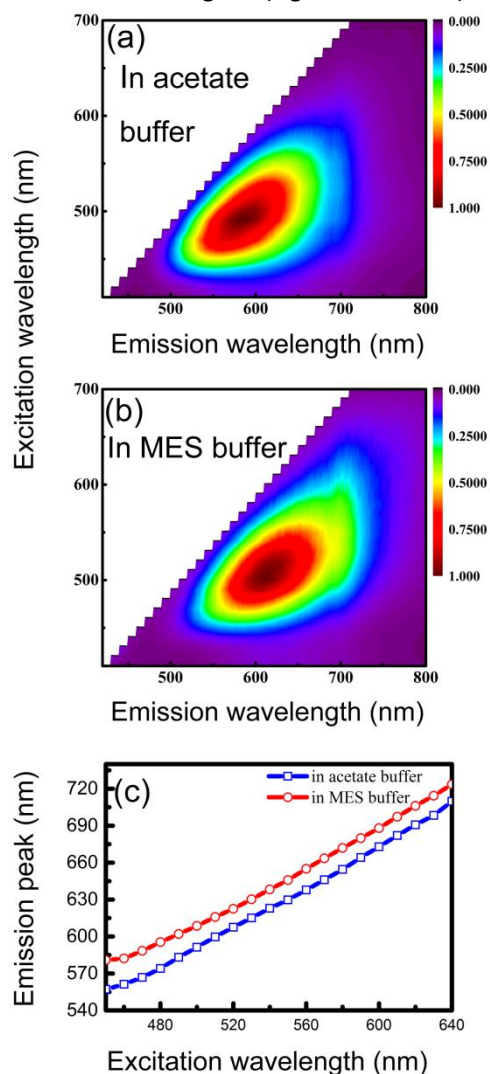 700
(a)
In acetate
buffer
600
500
500
600
700
800
0.000
0.2500
0.5000
0.7500
1.000
Emission wavelength (nm)
Excitation wavelength (nm)
700
(b)
In MES buffer
600
500
500
600
700
800
0.000
0.2500
0.5000
0.7500
1.000
Emission wavelength (nm)
(c)
in acetate buffer
in MES buffer
720
690
660
630
600
570
540
Emission peak (nm)
480
520
560
600
640
Excitation wavelength (nm)